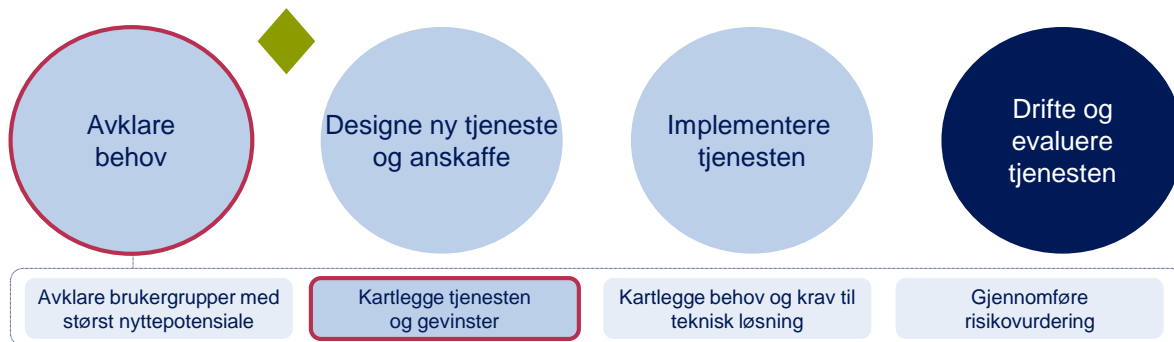 Avklare
behov
Designe ny tjeneste
og anskaffe
Implementere
tjenesten
Drifte og
evaluere
tjenesten
Avklare brukergrupper med
størst nyttepotensiale
Kartlegge tjenesten
og gevinster
Kartlegge behov og krav til
teknisk løsning
Gjennomføre
risikovurdering